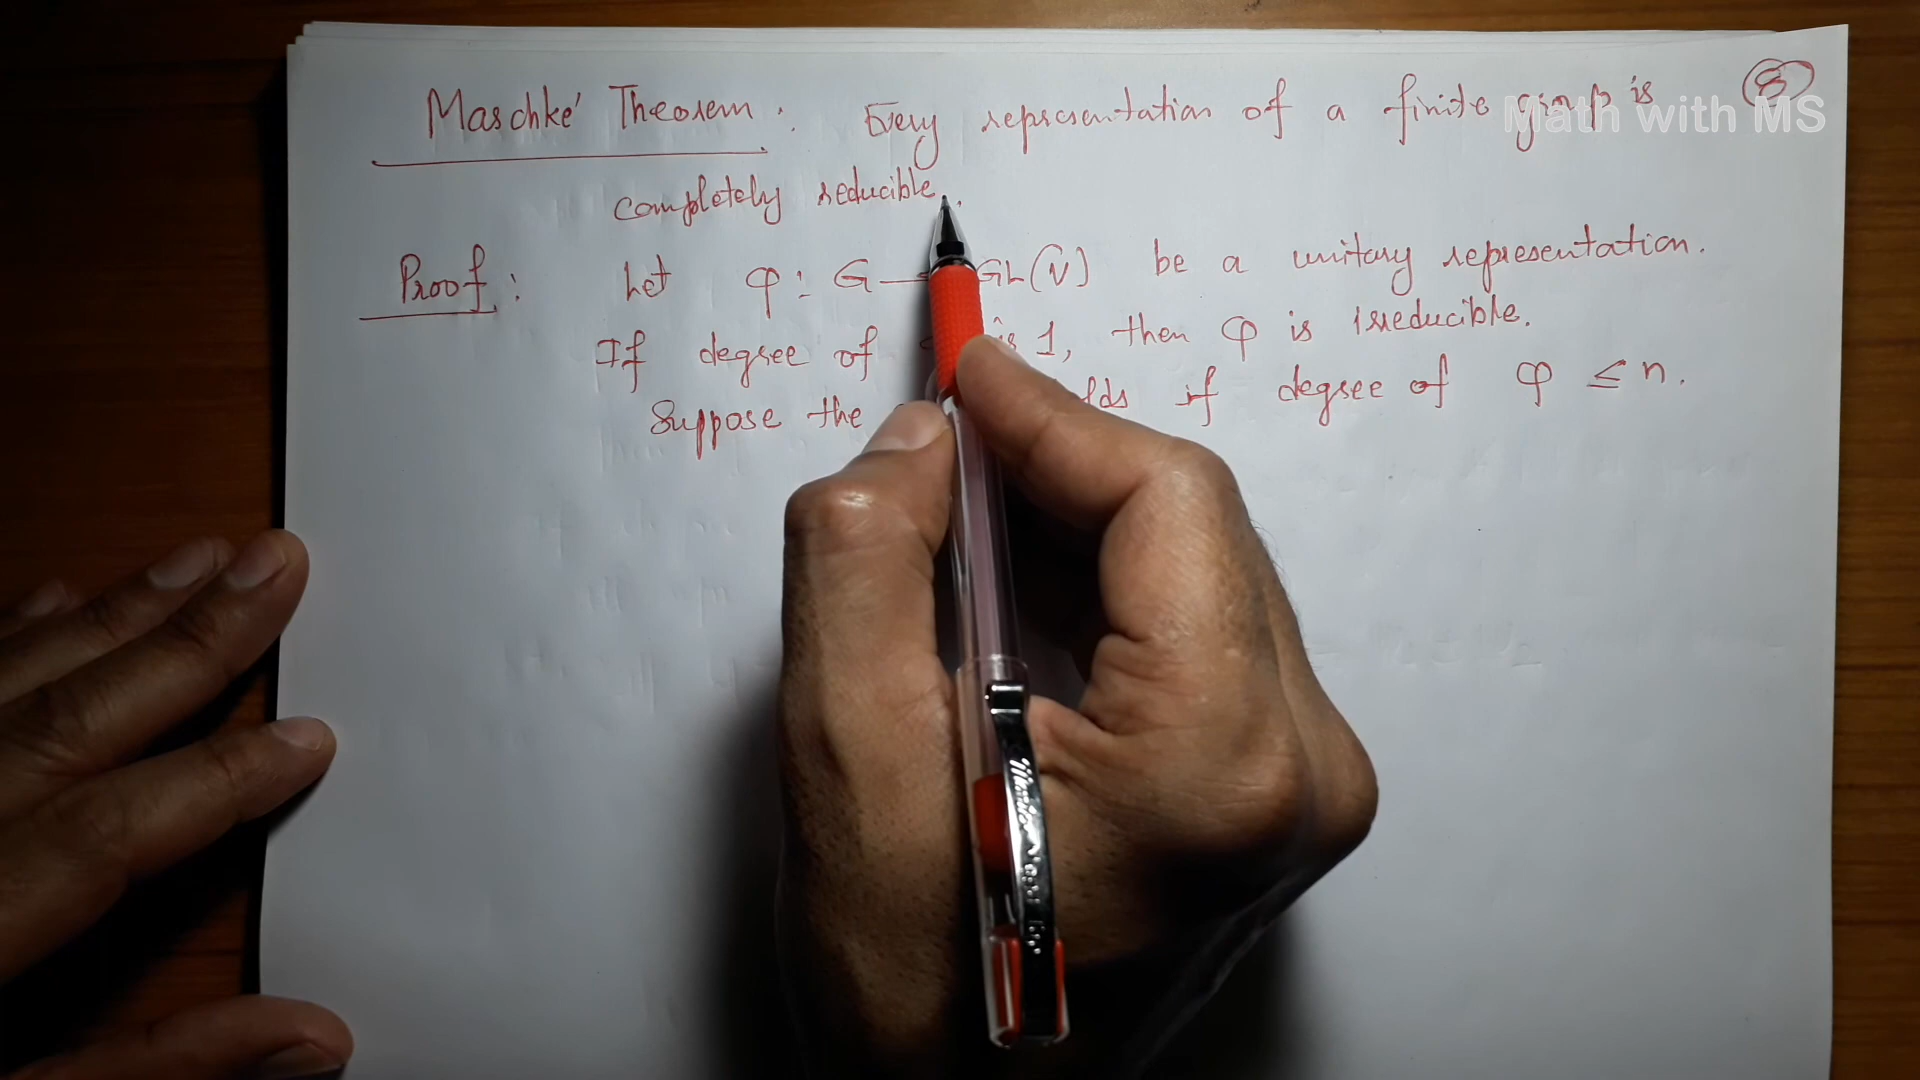 Maschke' Theorem : Every representation of a finite group is ⑧
Math with MS
completely reducible.
Proof : Let φ : G → GL(V) be a unitary representation.
If degree of is 1, then φ is irreducible.
Suppose the if degree of φ ≤ n.